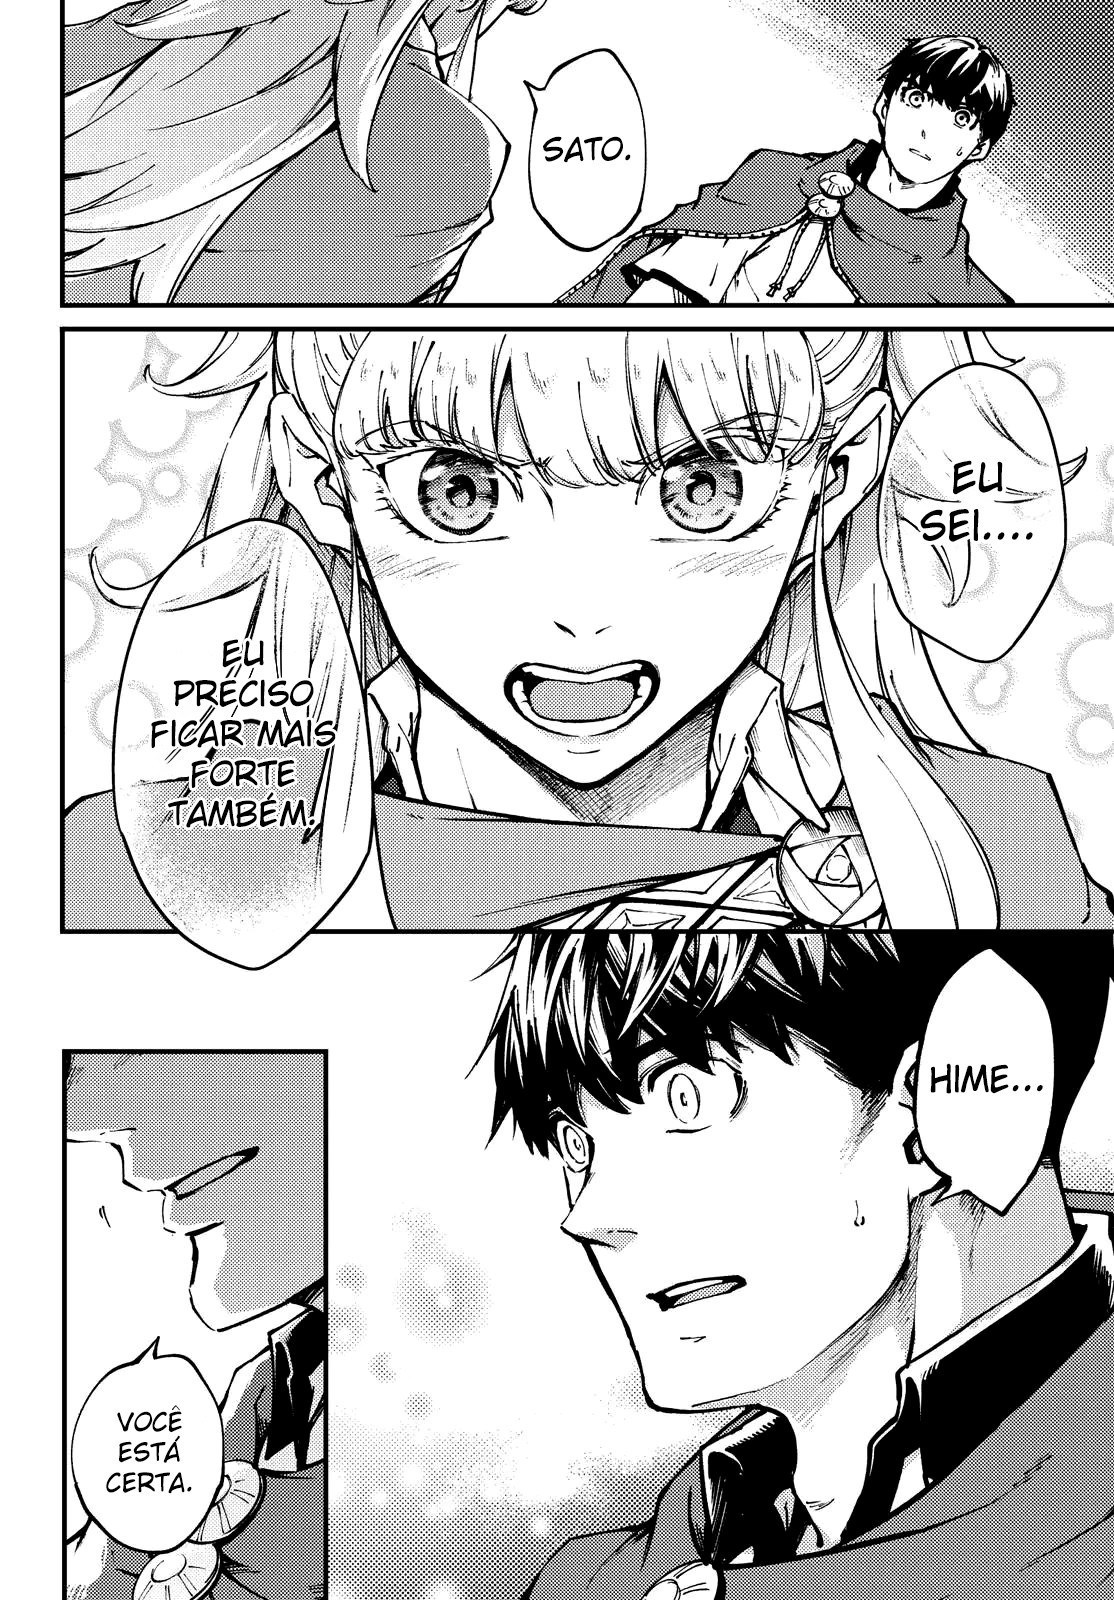 SATO.
EU
SEI....
EU
PRECISO
FICAR MAIS
FORTE
TAMBÉM!
HIME...
VOCÊ
ESTÁ
CERTA.